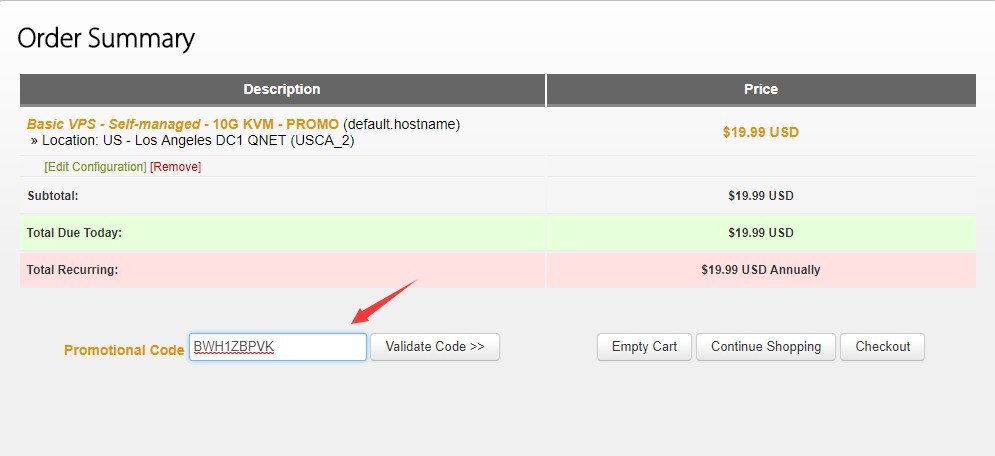 Order Summary
Description Price
Basic VPS - Self-managed - 10G KVM - PROMO (default.hostname)
» Location: US - Los Angeles DC1 QNET (USCA_2)
$19.99 USD
[Edit Configuration] [Remove]
Subtotal: $19.99 USD
Total Due Today: $19.99 USD
Total Recurring: $19.99 USD Annually
Promotional Code BWH1ZBPVK Validate Code >> Empty Cart Continue Shopping Checkout